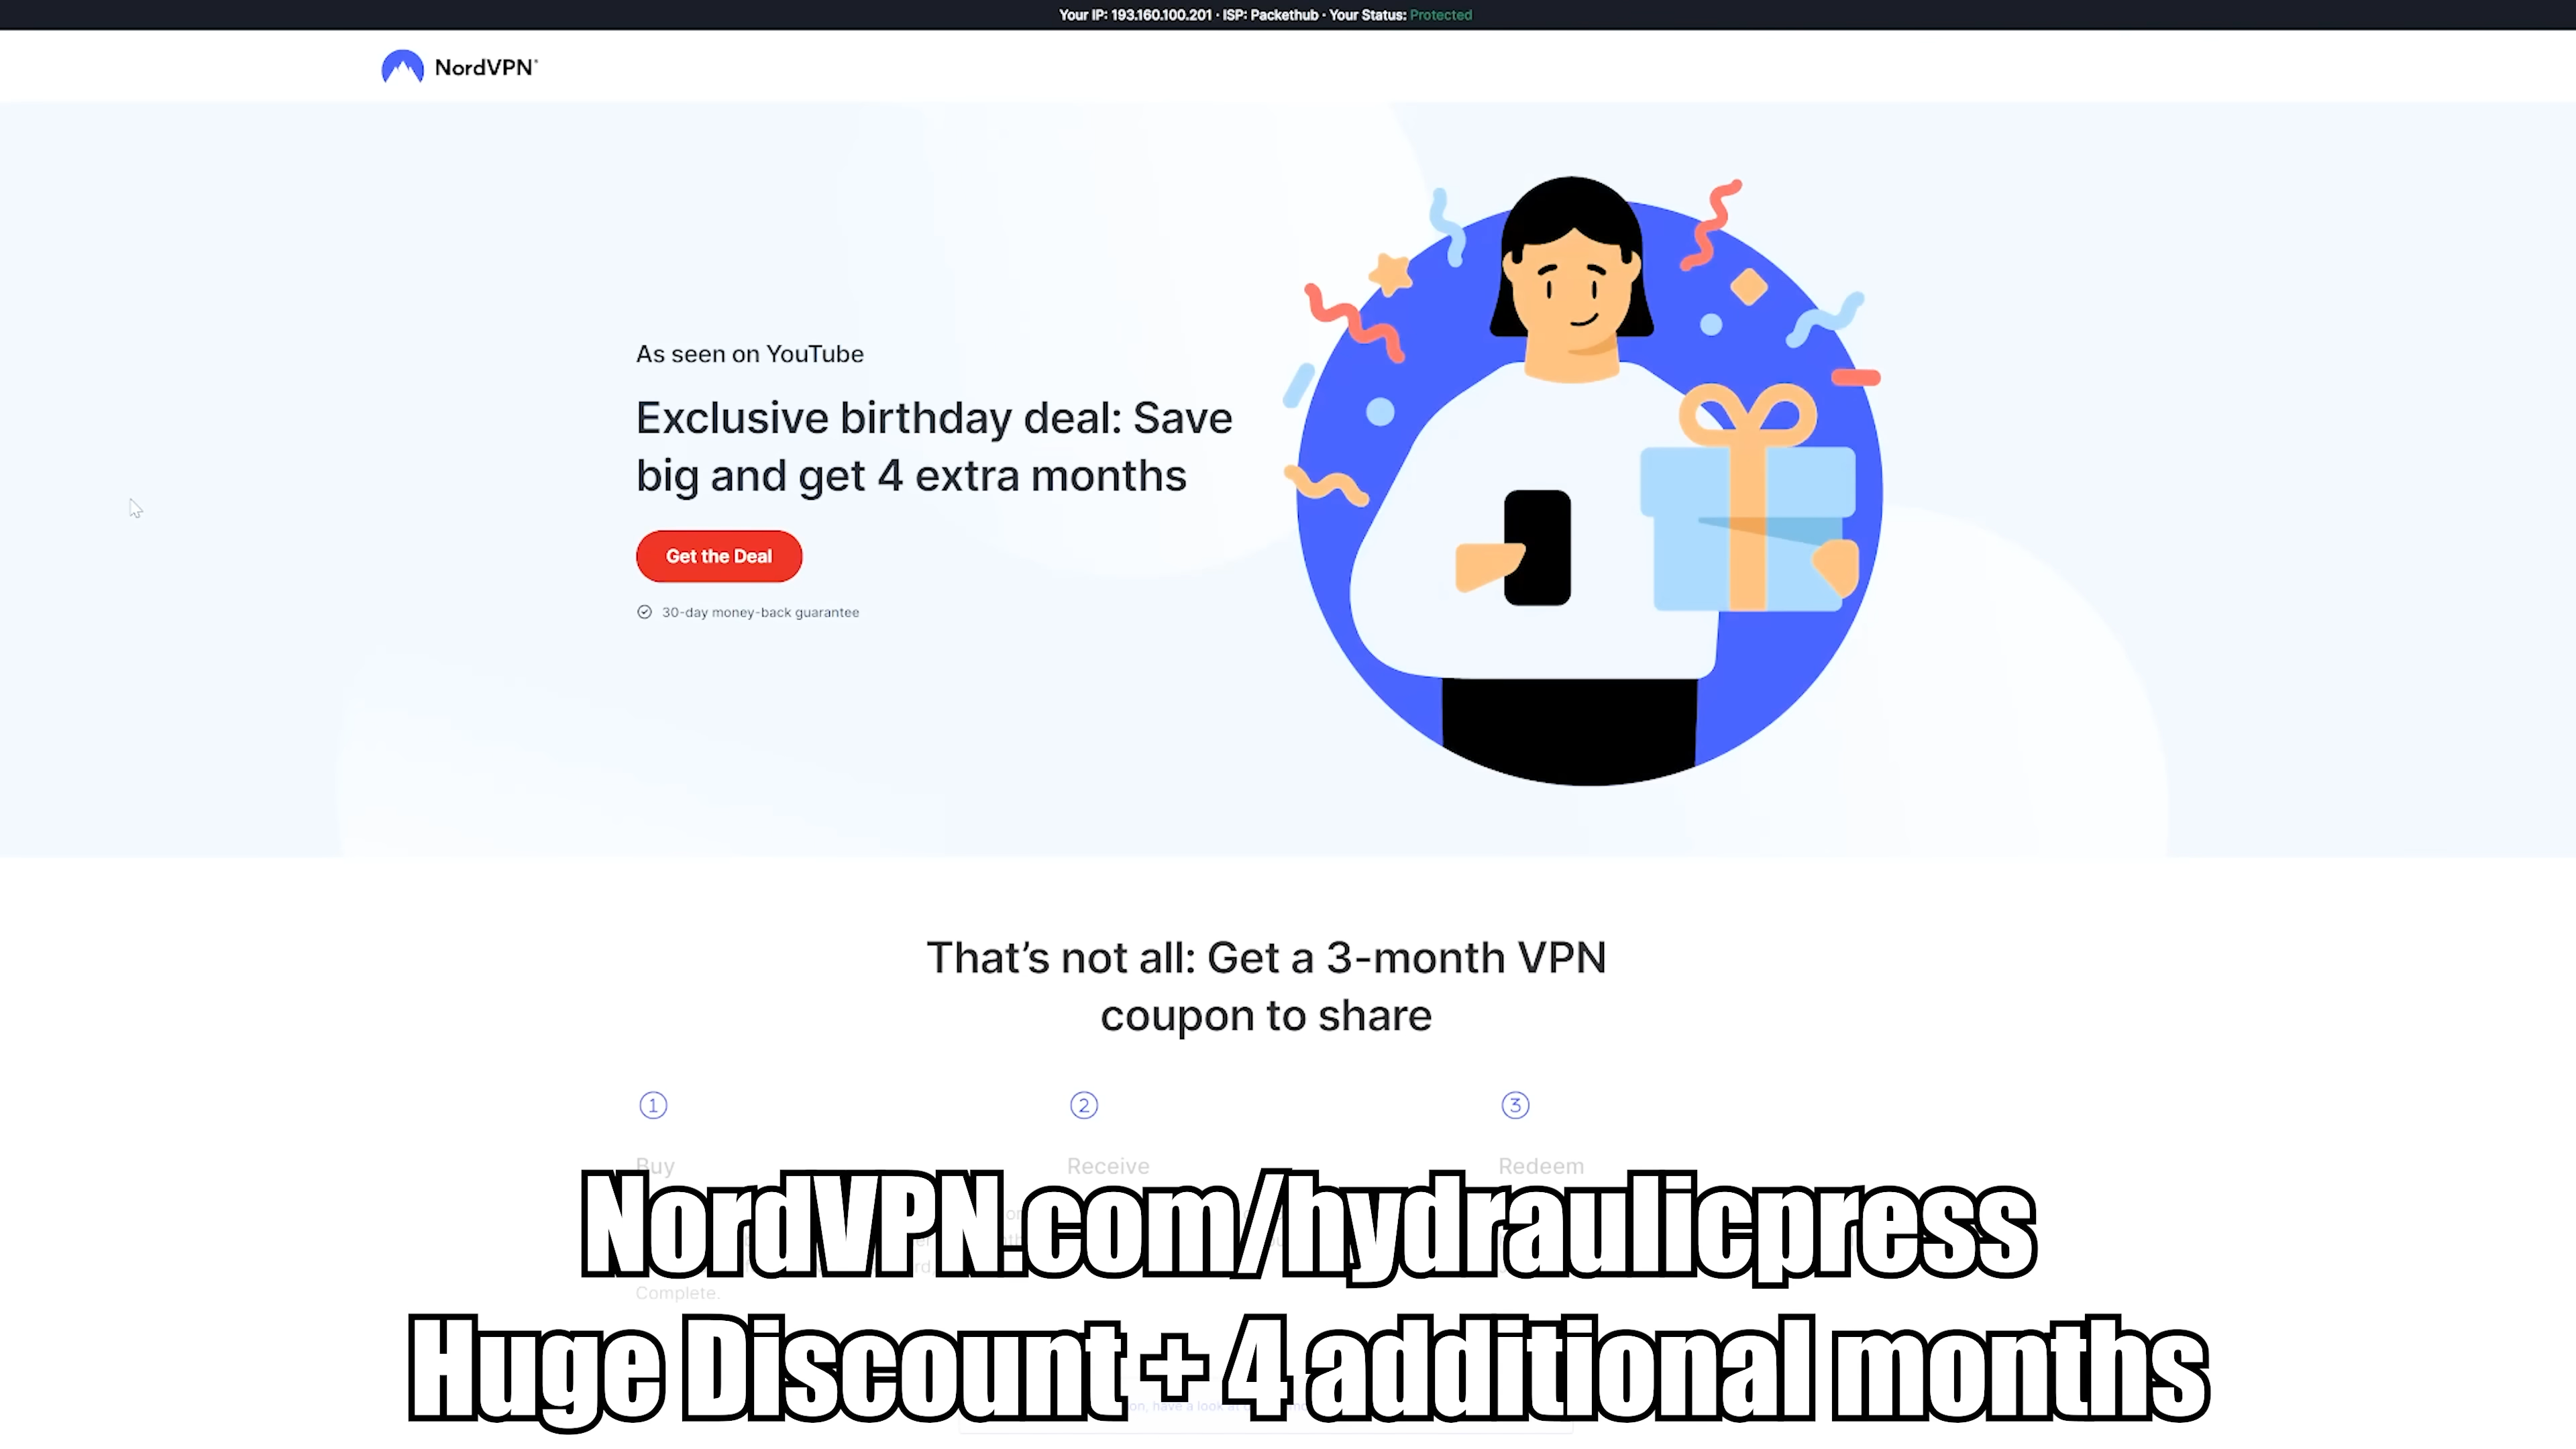 Your IP: 193.160.100.201 · ISP: Packethub · Your Status: Protected
NordVPN®
As seen on YouTube
Exclusive birthday deal: Save
big and get 4 extra months
Get the Deal
30-day money-back guarantee
That’s not all: Get a 3-month VPN
coupon to share
1
2
3
Buy
Receive
Redeem
NordVPN.com/hydraulicpress
Complete.
Huge Discount + 4 additional months